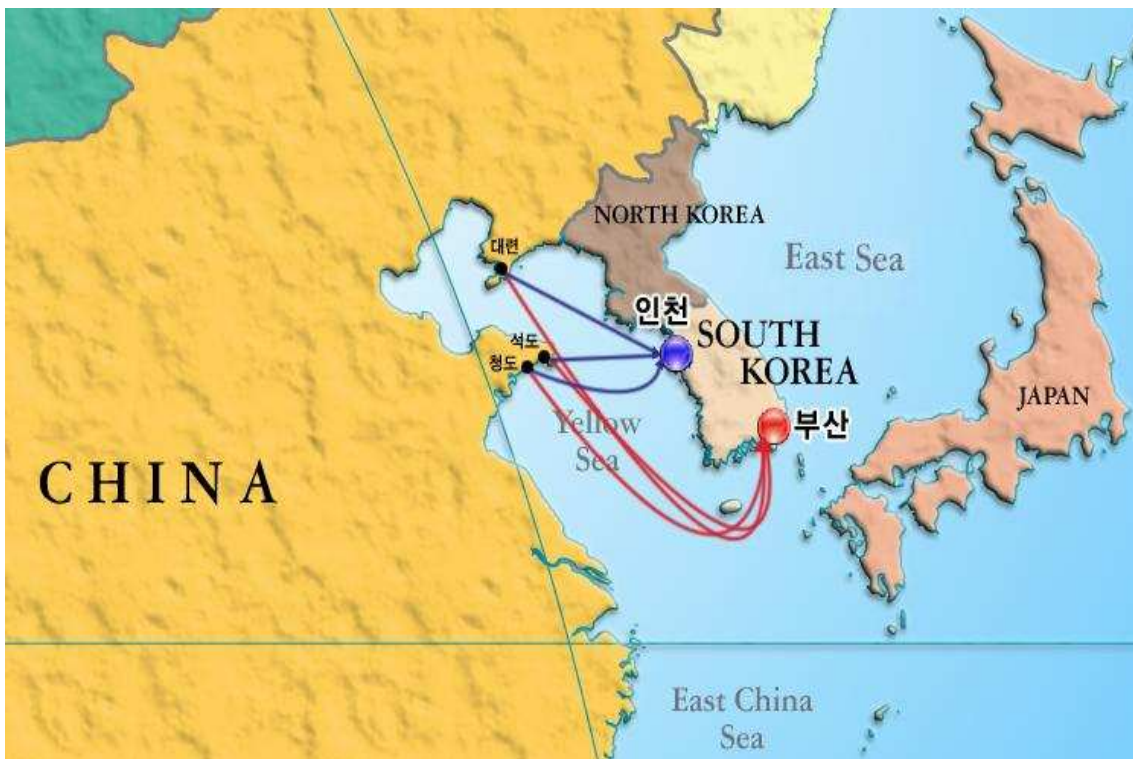 NORTH KOREA
대련
East Sea
인천
SOUTH
KOREA
석도
청도
JAPAN
부산
Yellow
Sea
CHINA
East China
Sea